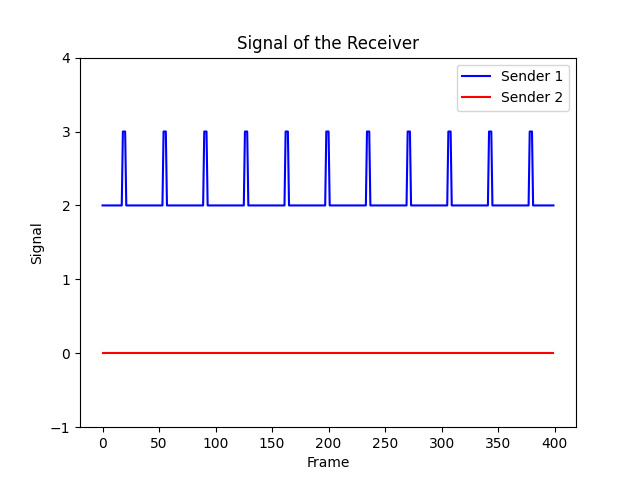 Signal of the Receiver
Sender 1
Sender 2
4
3
2
1
0
−1
Signal
0 50 100 150 200 250 300 350 400
Frame